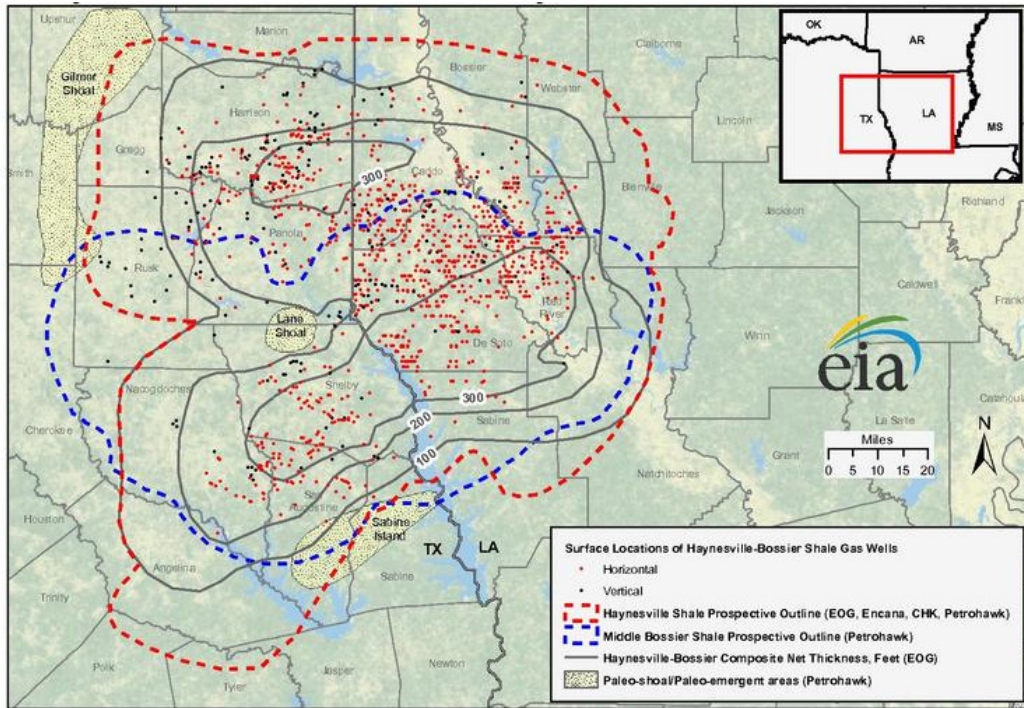 Upshur
Marion
Claiborne
Bossier
Webster
OK
AR
TX
LA
MS
Gilmer
Shoal
Harrison
Lincoln
Gregg
Smith
300
Caddo
Bienville
Jackson
Richland
Panola
Rusk
Caldwell
Red
River
Lane
Shoal
De Soto
Winn
eia
Nacogdoches
Shelby
300
200
100
Sabine
Cherokee
La Salle
Miles
0 5 10 15 20
N
Grant
Natchitoches
Houston
Augustine
Sabine
Island
TX
LA
Angelina
Sabine
Trinity
Polk
Tyler
Jasper
Newton
Surface Locations of Haynesville-Bossier Shale Gas Wells
Horizontal
Vertical
Haynesville Shale Prospective Outline (EOG, Encana, CHK, Petrohawk)
Middle Bossier Shale Prospective Outline (Petrohawk)
Haynesville-Bossier Composite Net Thickness, Feet (EOG)
Paleo-shoal/Paleo-emergent areas (Petrohawk)